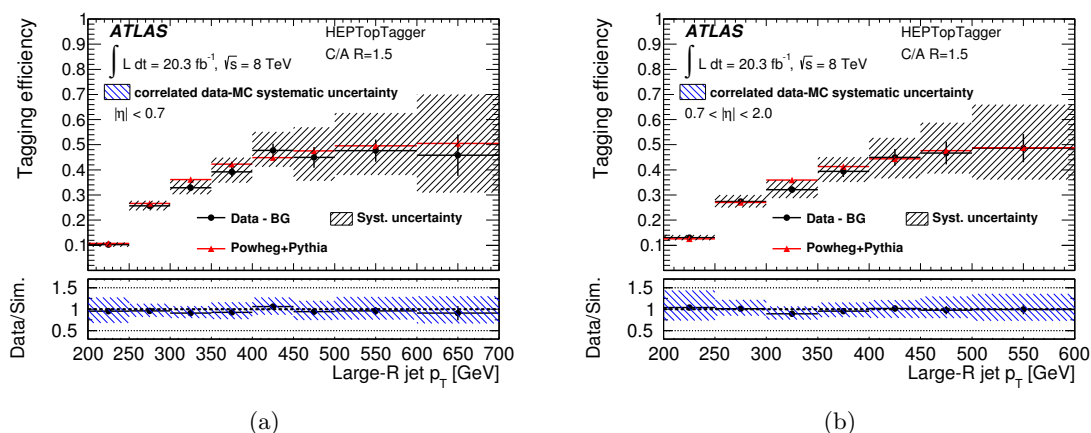 ATLAS
HEPTopTagger
C/A R=1.5
∫ L dt = 20.3 fb⁻¹, √s = 8 TeV
correlated data-MC systematic uncertainty
|η| < 0.7
Data - BG
Syst. uncertainty
Powheg+Pythia
Tagging efficiency
1
0.9
0.8
0.7
0.6
0.5
0.4
0.3
0.2
0.1
Data/Sim.
1.5
1
0.5
200 250 300 350 400 450 500 550 600 650 700
Large-R jet p_T [GeV]
(a)
ATLAS
HEPTopTagger
C/A R=1.5
∫ L dt = 20.3 fb⁻¹, √s = 8 TeV
correlated data-MC systematic uncertainty
0.7 < |η| < 2.0
Data - BG
Syst. uncertainty
Powheg+Pythia
Tagging efficiency
1
0.9
0.8
0.7
0.6
0.5
0.4
0.3
0.2
0.1
Data/Sim.
1.5
1
0.5
200 250 300 350 400 450 500 550 600
Large-R jet p_T [GeV]
(b)